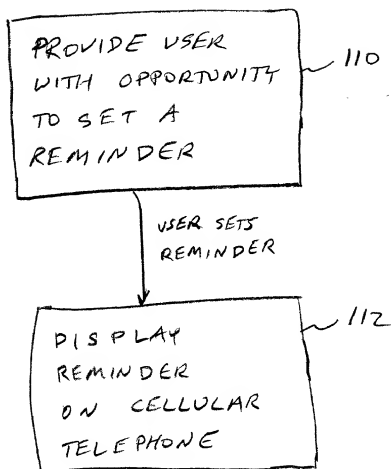 PROVIDE USER
WITH OPPORTUNITY
TO SET A
REMINDER
110
USER SETS
REMINDER
DISPLAY
REMINDER
ON CELLULAR
TELEPHONE
112